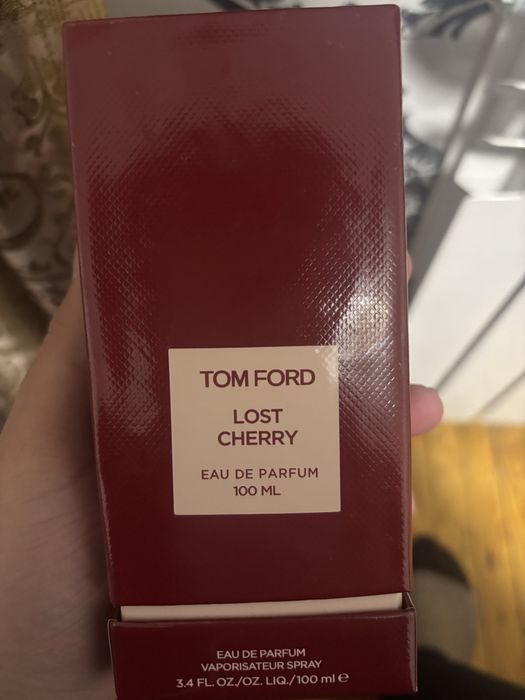 TOM FORD
LOST
CHERRY
EAU DE PARFUM
100 ML
EAU DE PARFUM
VAPORISATEUR SPRAY
3.4 FL. OZ./OZ. LIQ./100 ml ℮